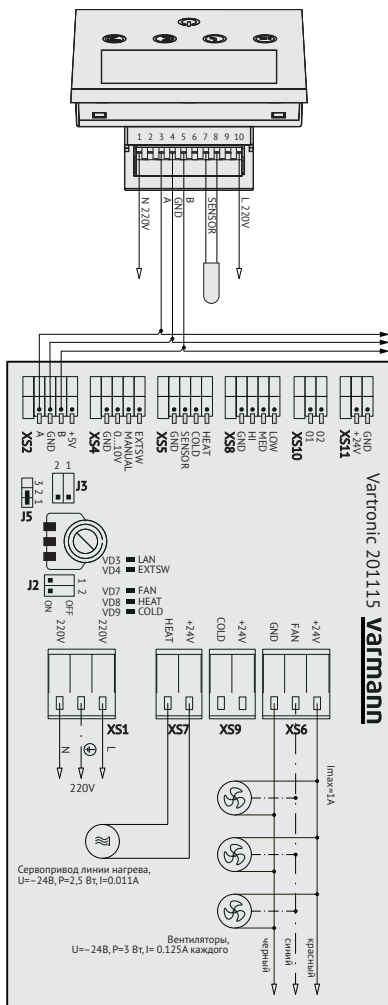 1 2 3 4 5 6 7 8 9 10
N 220V
A
GND
B
SENSOR
L 220V
XS2
A
GND
B
+5V
XS4
GND
0...10V
MANUAL
EXTSW
XS5
GND
SENSOR
COLD
HEAT
XS8
GND
HI
MED
LOW
XS10
01
02
XS11
+24V
GND
Vartronic 201115 varmann
3 2 1
J5
2 1
J3
VD3 LAN
VD4 EXTSW
VD7 FAN
VD8 HEAT
VD9 COLD
J2
1
2
ON
OFF
220V
220V
XS1
HEAT
+24V
XS7
COLD
+24V
XS9
GND
FAN
+24V
XS6
N
L
220V
Imax=1A
Сервопривод линии нагрева,
U=−24В, P=2,5 Вт, I=0.011A
Вентиляторы,
U=−24В, P=3 Вт, I= 0.125А каждого
черный
синий
красный